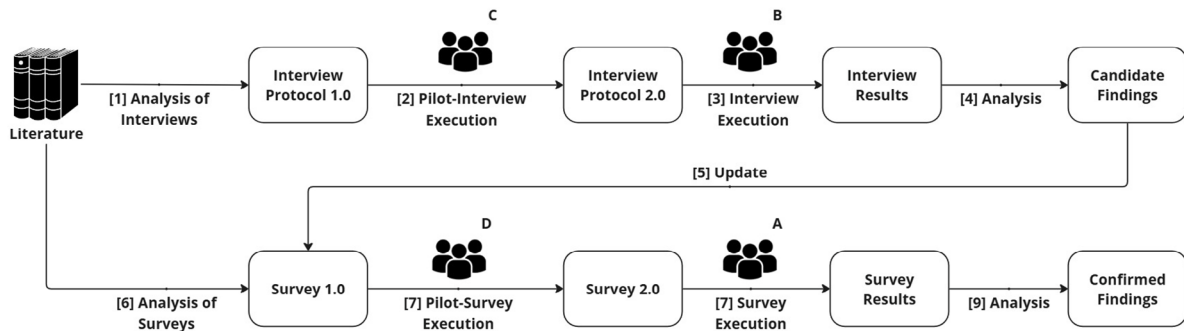 C
B
Interview
Protocol 1.0
Interview
Protocol 2.0
Interview
Results
Candidate
Findings
[1] Analysis of
Interviews
[2] Pilot-Interview
Execution
[3] Interview
Execution
[4] Analysis
Literature
[5] Update
D
A
Survey 1.0
Survey 2.0
Survey
Results
Confirmed
Findings
[6] Analysis of
Surveys
[7] Pilot-Survey
Execution
[7] Survey
Execution
[9] Analysis